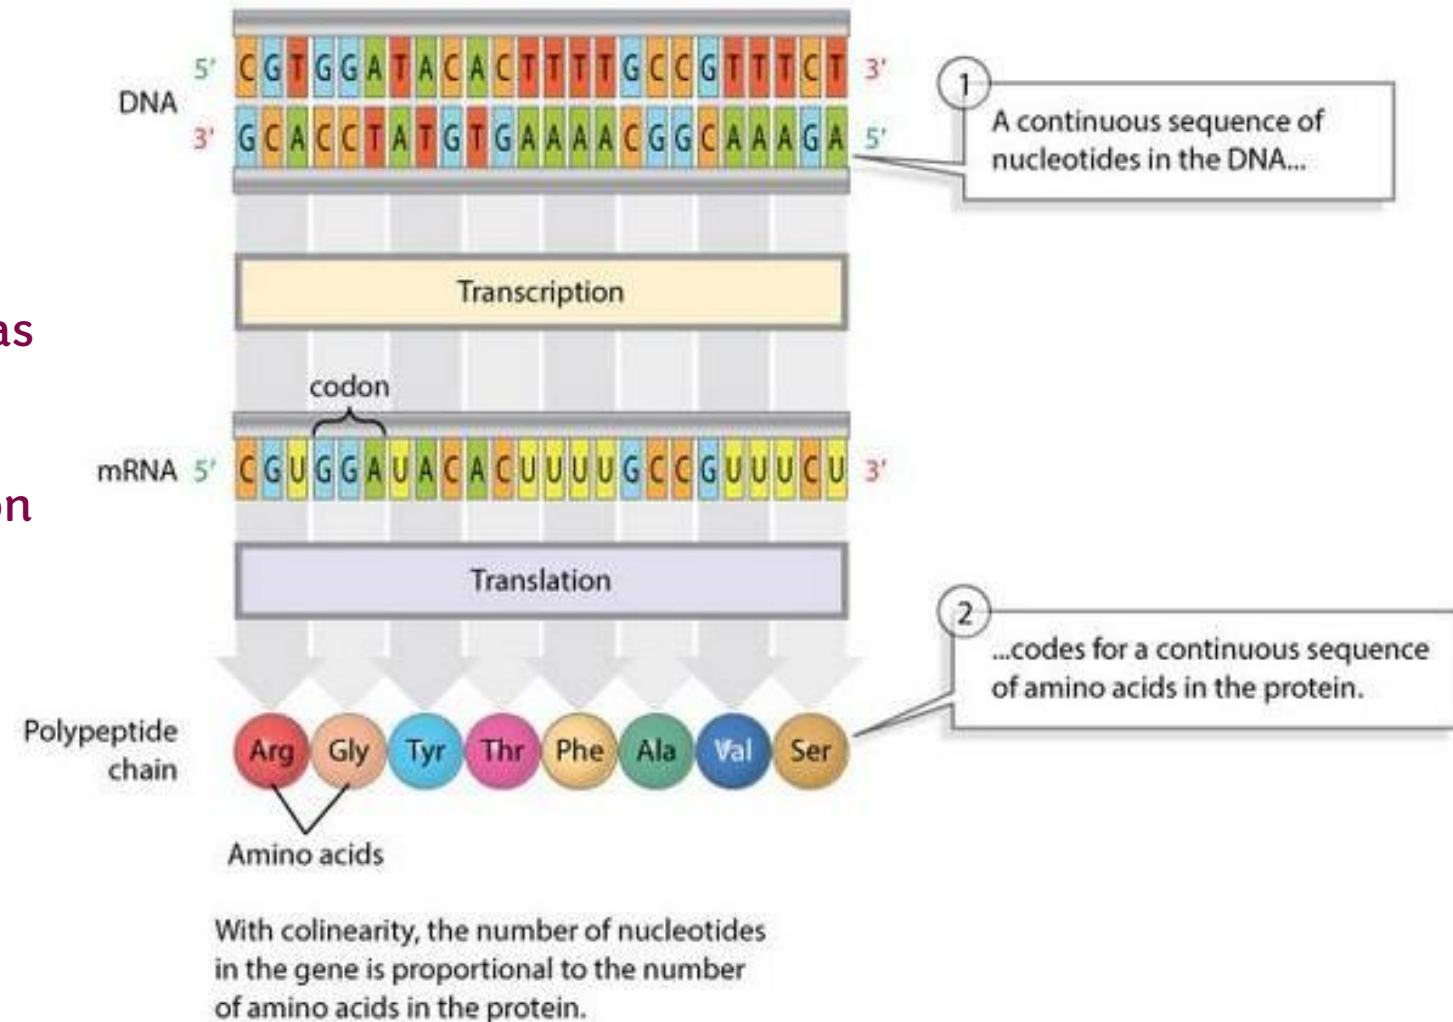 5' CGTGGATACACTTTTGCCGTTTCT 3'
DNA
3' GCACCTATGTGAAAACGGCAAAGA 5'
1
A continuous sequence of
nucleotides in the DNA...
Transcription
as
codon
mRNA 5' CGUGGAUACACUUUUGCCGUUUCU 3'
on
Translation
2
...codes for a continuous sequence
of amino acids in the protein.
Polypeptide
chain
Arg Gly Tyr Thr Phe Ala Val Ser
Amino acids
With colinearity, the number of nucleotides
in the gene is proportional to the number
of amino acids in the protein.